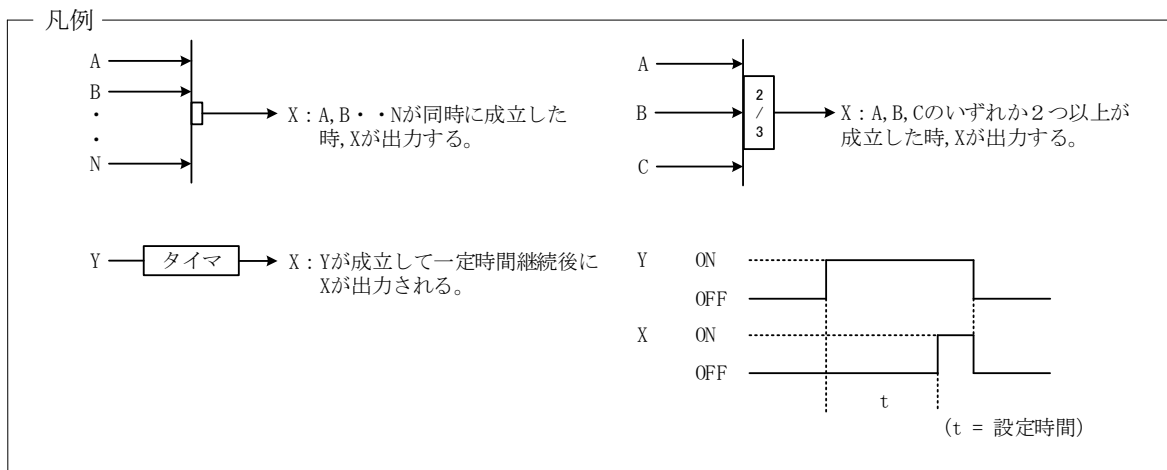 凡例
A
B
・
・
N
X：A,B・・Nが同時に成立した
時,Xが出力する。
A
B
C
2
/
3
X：A,B,Cのいずれか２つ以上が
成立した時,Xが出力する。
Y
タイマ
X：Yが成立して一定時間継続後に
Xが出力される。
Y ON
OFF
X ON
OFF
t
(t = 設定時間)